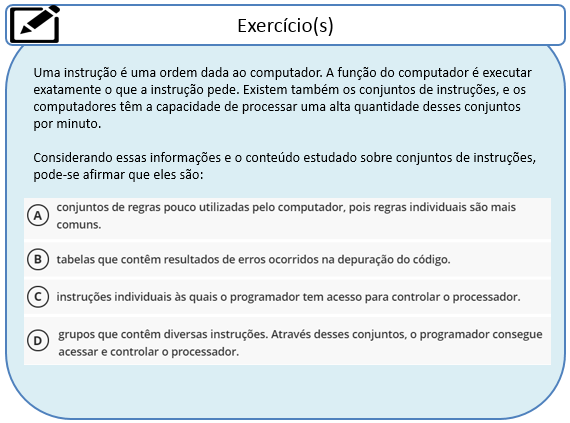 Exercício(s)
Uma instrução é uma ordem dada ao computador. A função do computador é executar
exatamente o que a instrução pede. Existem também os conjuntos de instruções, e os
computadores têm a capacidade de processar uma alta quantidade desses conjuntos
por minuto.
Considerando essas informações e o conteúdo estudado sobre conjuntos de instruções,
pode-se afirmar que eles são:
A conjuntos de regras pouco utilizadas pelo computador, pois regras individuais são mais
comuns.
B tabelas que contêm resultados de erros ocorridos na depuração do código.
C instruções individuais às quais o programador tem acesso para controlar o processador.
D grupos que contêm diversas instruções. Através desses conjuntos, o programador consegue
acessar e controlar o processador.